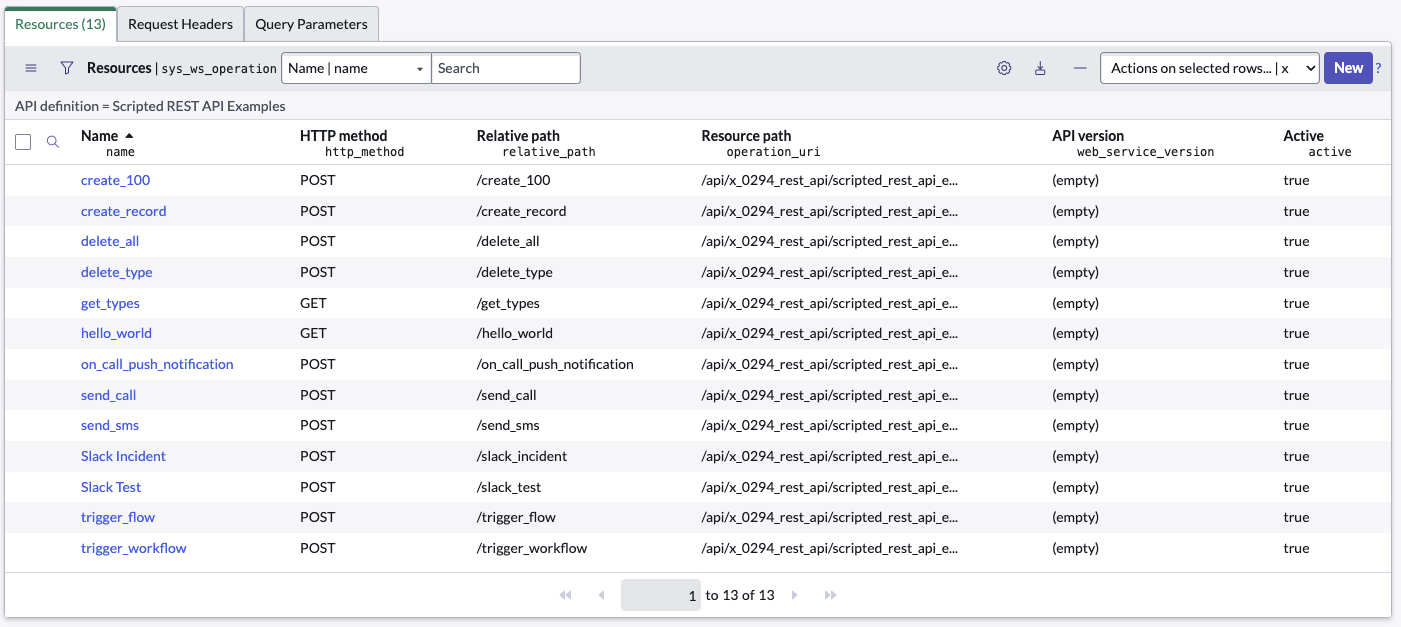 Resources (13) Request Headers Query Parameters
Resources | sys_ws_operation Name | name Search Actions on selected rows... | x New ?
API definition = Scripted REST API Examples
Name HTTP method Relative path Resource path API version Active
name http_method relative_path operation_uri web_service_version active
create_100 POST /create_100 /api/x_0294_rest_api/scripted_rest_api_e... (empty) true
create_record POST /create_record /api/x_0294_rest_api/scripted_rest_api_e... (empty) true
delete_all POST /delete_all /api/x_0294_rest_api/scripted_rest_api_e... (empty) true
delete_type POST /delete_type /api/x_0294_rest_api/scripted_rest_api_e... (empty) true
get_types GET /get_types /api/x_0294_rest_api/scripted_rest_api_e... (empty) true
hello_world GET /hello_world /api/x_0294_rest_api/scripted_rest_api_e... (empty) true
on_call_push_notification POST /on_call_push_notification /api/x_0294_rest_api/scripted_rest_api_e... (empty) true
send_call POST /send_call /api/x_0294_rest_api/scripted_rest_api_e... (empty) true
send_sms POST /send_sms /api/x_0294_rest_api/scripted_rest_api_e... (empty) true
Slack Incident POST /slack_incident /api/x_0294_rest_api/scripted_rest_api_e... (empty) true
Slack Test POST /slack_test /api/x_0294_rest_api/scripted_rest_api_e... (empty) true
trigger_flow POST /trigger_flow /api/x_0294_rest_api/scripted_rest_api_e... (empty) true
trigger_workflow POST /trigger_workflow /api/x_0294_rest_api/scripted_rest_api_e... (empty) true
1 to 13 of 13